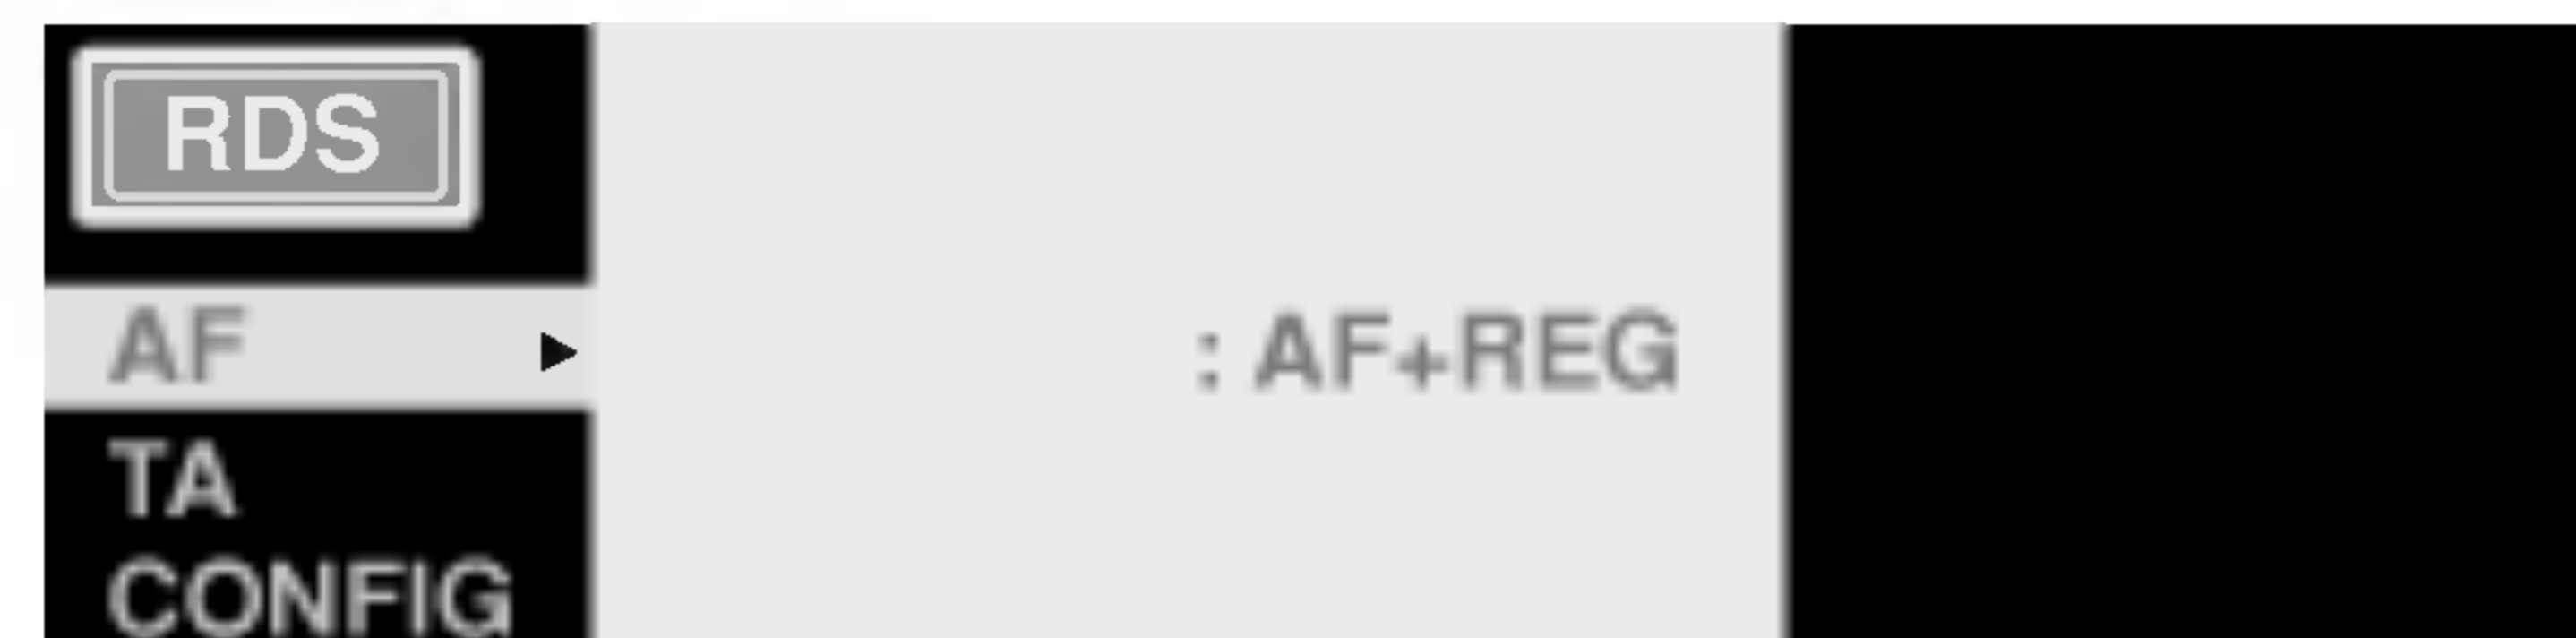 RDS
AF ▶ : AF+REG
TA
CONFIG